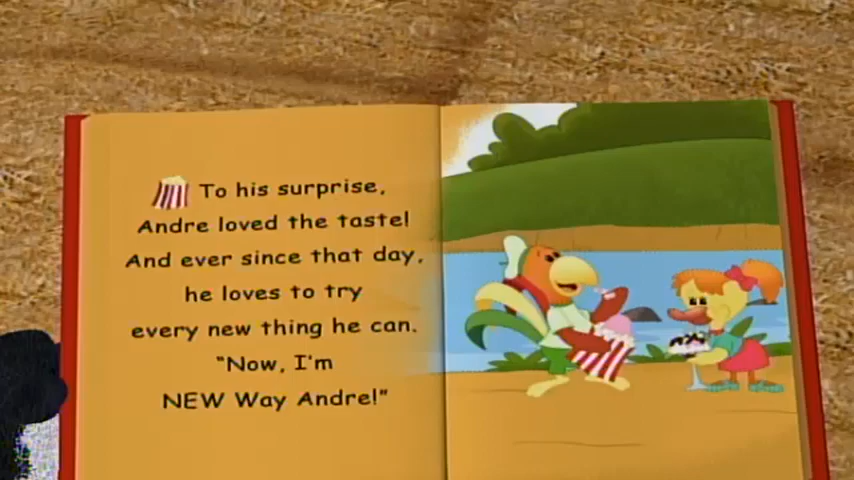 To his surprise,
Andre loved the taste!
And ever since that day,
he loves to try
every new thing he can.
"Now, I'm
NEW Way Andre!"